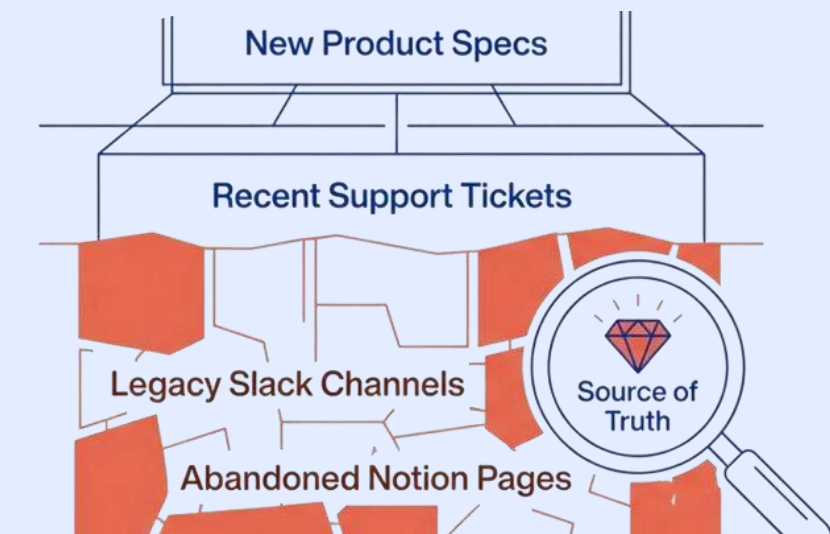 New Product Specs
Recent Support Tickets
Legacy Slack Channels
Source of
Truth
Abandoned Notion Pages